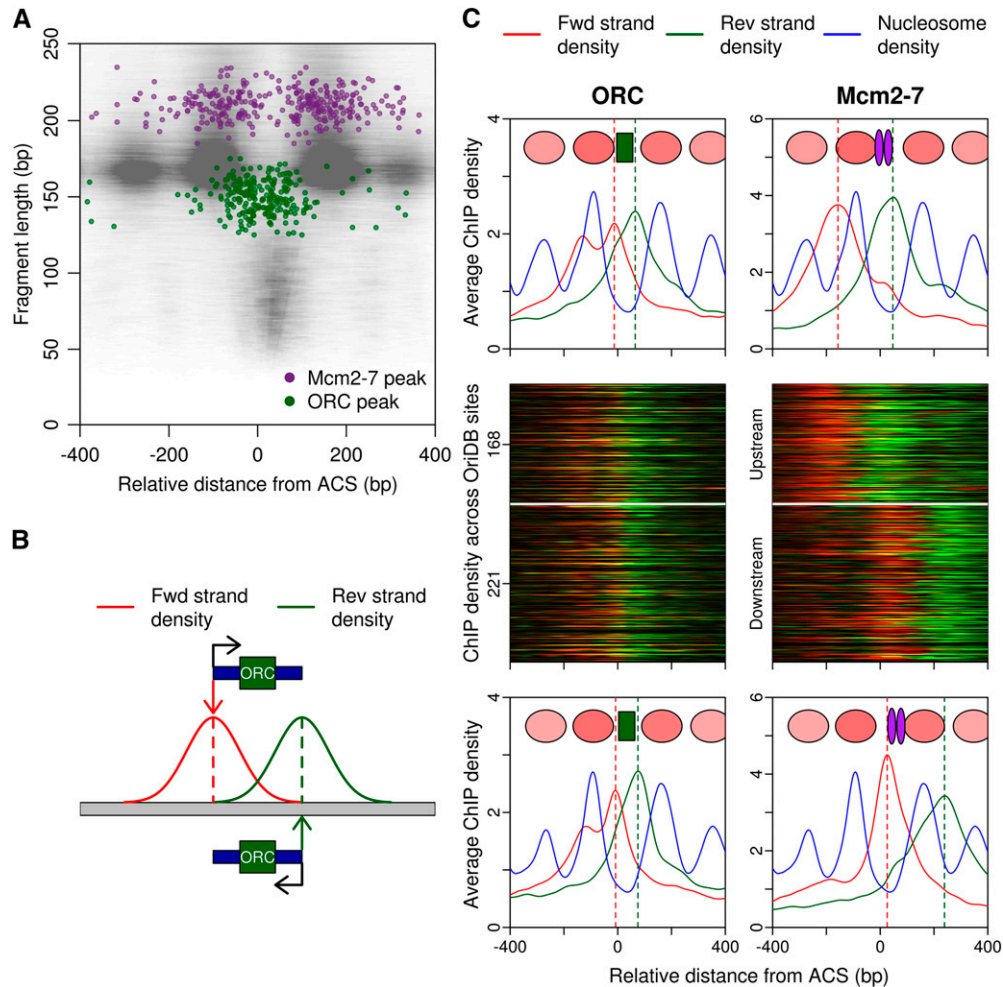 A
250
200
150
100
50
0
Fragment length (bp)
Mcm2-7 peak
ORC peak
-400
-200
0
200
400
Relative distance from ACS (bp)
B
Fwd strand
density
Rev strand
density
ORC
ORC
C
Fwd strand
density
Rev strand
density
Nucleosome
density
ORC
Mcm2-7
Average ChIP density
4
2
0
6
4
2
0
ChIP density across OriDB sites
168
221
Upstream
Downstream
Average ChIP density
4
2
0
6
4
2
0
-400
0
400
-400
0
400
Relative distance from ACS (bp)